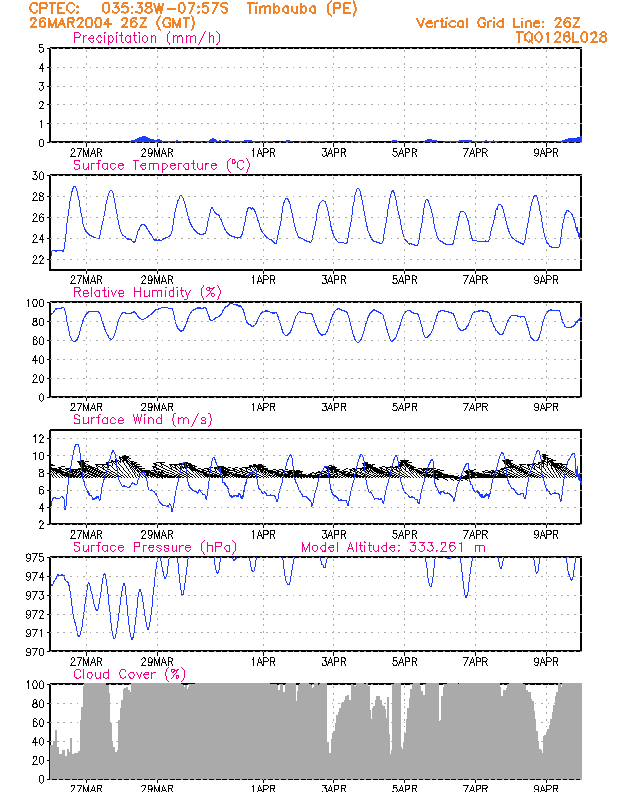 CPTEC: 035:38W-07:57S Timbauba (PE)
26MAR2004 26Z (GMT) Vertical Grid Line: 26Z
Precipitation (mm/h) TQ0126L028
5
4
3
2
1
0
27MAR 29MAR 1APR 3APR 5APR 7APR 9APR
Surface Temperature (°C)
30
28
26
24
22
27MAR 29MAR 1APR 3APR 5APR 7APR 9APR
Relative Humidity (%)
100
80
60
40
20
0
27MAR 29MAR 1APR 3APR 5APR 7APR 9APR
Surface Wind (m/s)
12
10
8
6
4
2
27MAR 29MAR 1APR 3APR 5APR 7APR 9APR
Surface Pressure (hPa) Model Altitude: 333.261 m
975
974
973
972
971
970
27MAR 29MAR 1APR 3APR 5APR 7APR 9APR
Cloud Cover (%)
100
80
60
40
20
0
27MAR 29MAR 1APR 3APR 5APR 7APR 9APR